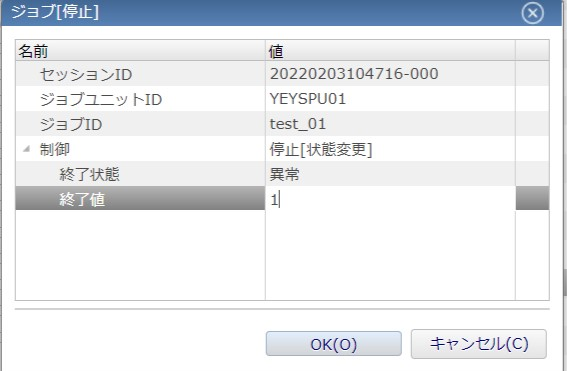 ジョブ[停止]
名前 値
セッションID 20220203104716-000
ジョブユニットID YEYSPU01
ジョブID test_01
制御 停止[状態変更]
終了状態 異常
終了値 1
OK(O) キャンセル(C)